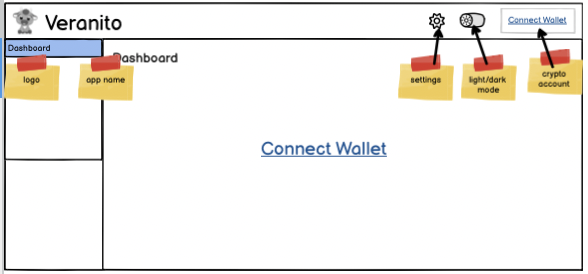 Veranito
Connect Wallet
Dashboard
Dashboard
logo
app name
settings
light/dark
mode
crypto
account
Connect Wallet